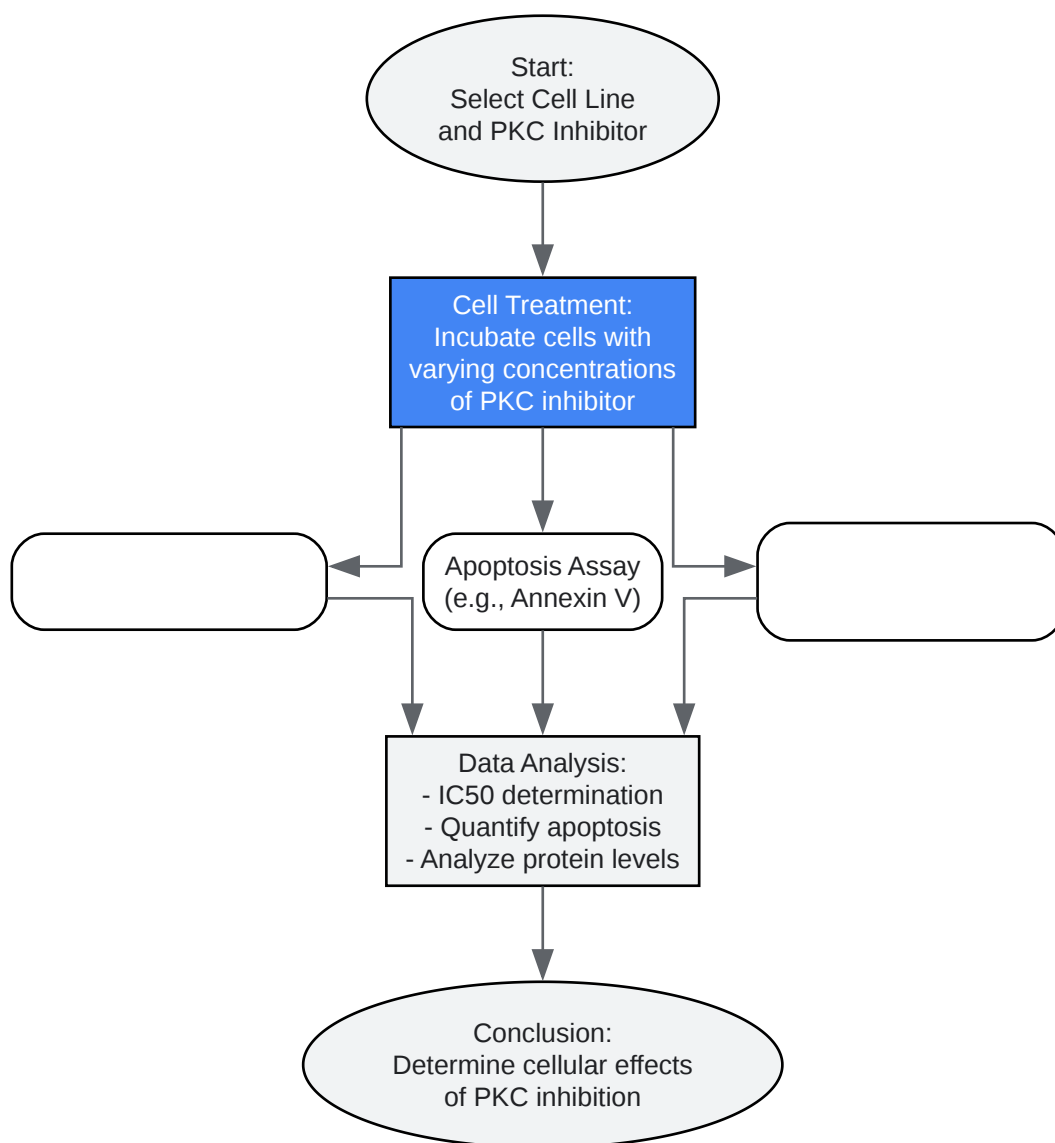 Start:
Select Cell Line
and PKC Inhibitor
Cell Treatment:
Incubate cells with
varying concentrations
of PKC inhibitor
Apoptosis Assay
(e.g., Annexin V)
Data Analysis:
- IC50 determination
- Quantify apoptosis
- Analyze protein levels
Conclusion:
Determine cellular effects
of PKC inhibition